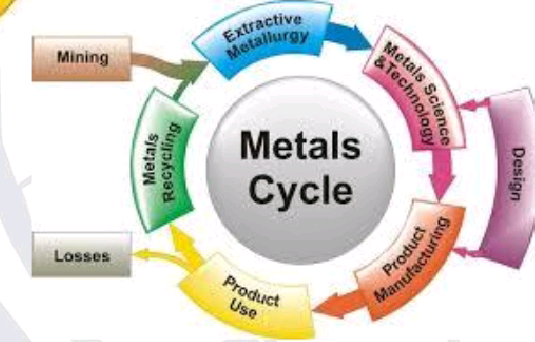 Mining
Extractive
Metallurgy
Metals Science
&Technology
Design
Metals
Cycle
Metals
Recycling
Product
Manufacturing
Product
Use
Losses